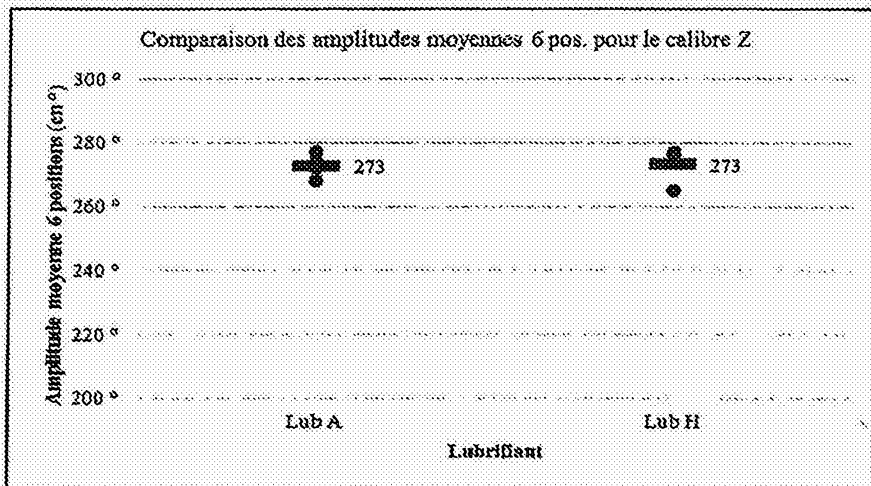 Comparaison des amplitudes moyennes 6 pos. pour le calibre Z
Amplitude moyenne 6 positions (en °)
300 °
280 °
260 °
240 °
220 °
200 °
273
273
Lub A
Lub H
Lubrifiant